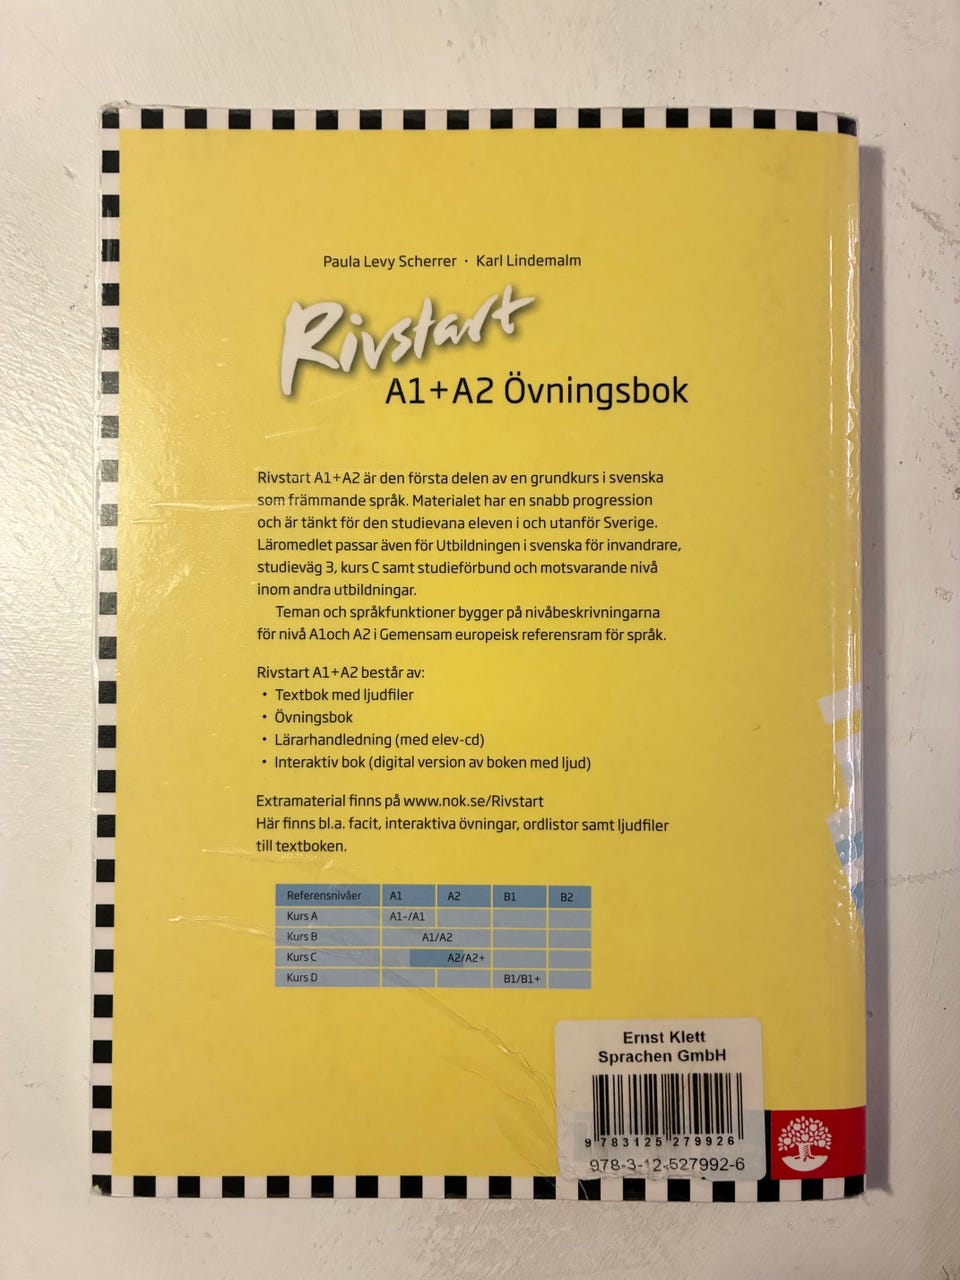 Paula Levy Scherrer · Karl Lindemalm
Rivstart
A1+A2 Övningsbok
Rivstart A1+A2 är den första delen av en grundkurs i svenska
som främmande språk. Materialet har en snabb progression
och är tänkt för den studievana eleven i och utanför Sverige.
Läromedlet passar även för Utbildningen i svenska för invandrare,
studieväg 3, kurs C samt studieförbund och motsvarande nivå
inom andra utbildningar.
Teman och språkfunktioner bygger på nivåbeskrivningarna
för nivå A1och A2 i Gemensam europeisk referensram för språk.
Rivstart A1+A2 består av:
• Textbok med ljudfiler
• Övningsbok
• Lärarhandledning (med elev-cd)
• Interaktiv bok (digital version av boken med ljud)
Extramaterial finns på www.nok.se/Rivstart
Här finns bl.a. facit, interaktiva övningar, ordlistor samt ljudfiler
till textboken.
Referensnivåer A1 A2 B1 B2
Kurs A A1-/A1
Kurs B A1/A2
Kurs C A2/A2+
Kurs D B1/B1+
Ernst Klett
Sprachen GmbH
9 783125 279926
978-3-12-527992-6